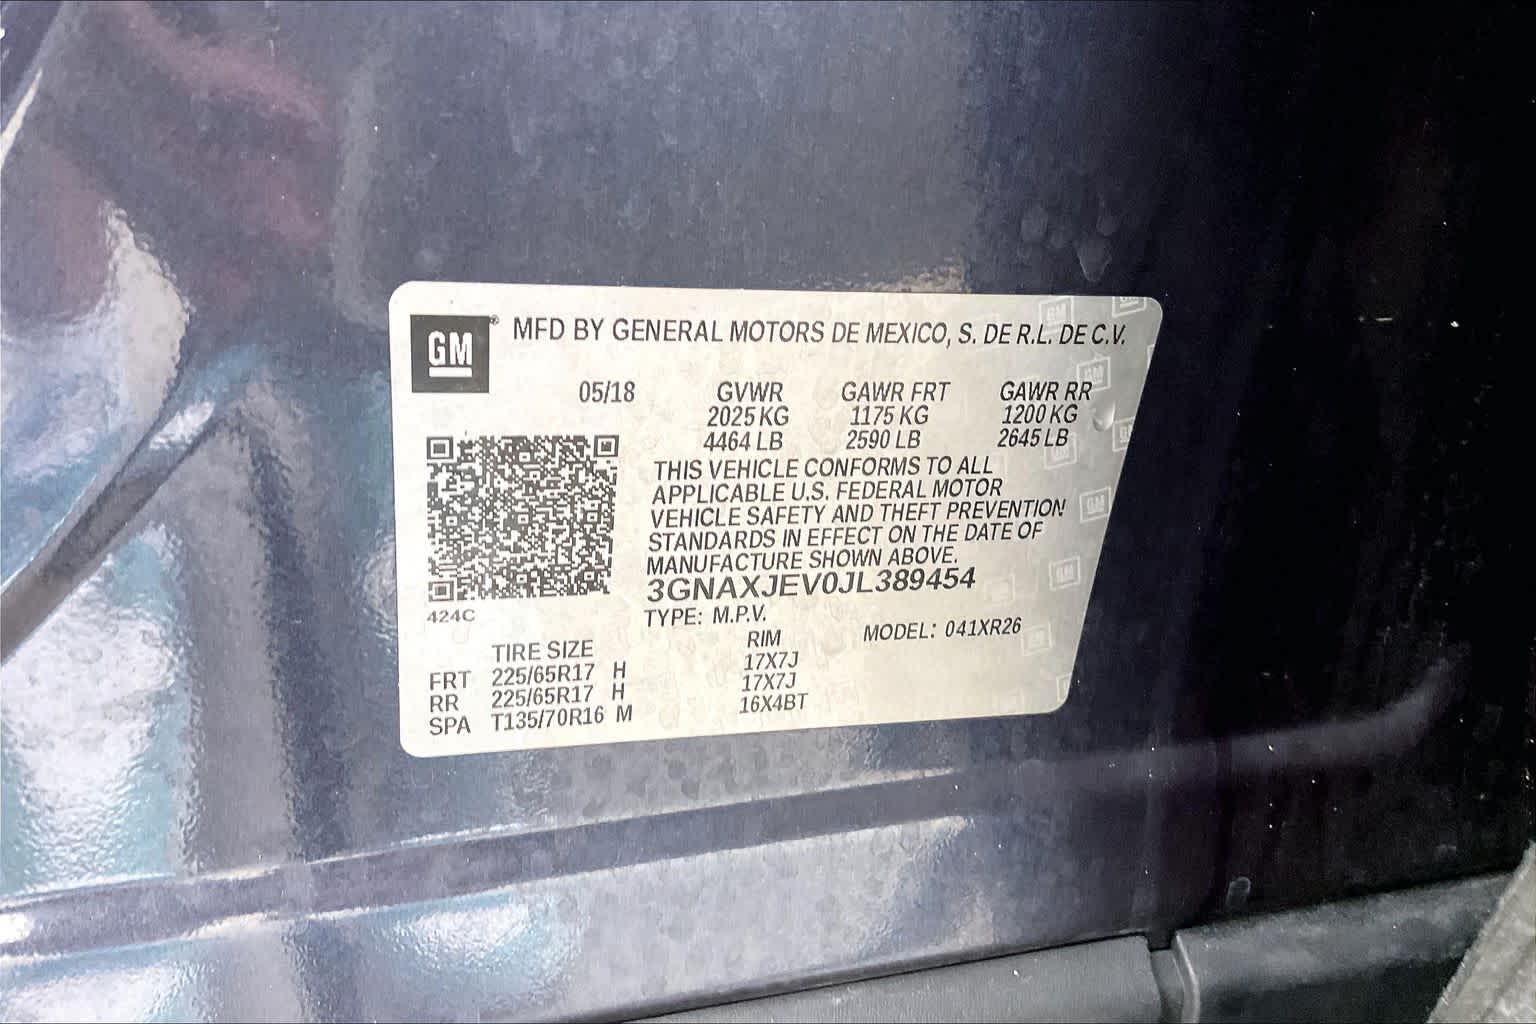 GM® MFD BY GENERAL MOTORS DE MEXICO, S. DE R.L. DE C.V.
05/18 GVWR GAWR FRT GAWR RR
2025 KG 1175 KG 1200 KG
4464 LB 2590 LB 2645 LB
THIS VEHICLE CONFORMS TO ALL
APPLICABLE U.S. FEDERAL MOTOR
VEHICLE SAFETY AND THEFT PREVENTION
STANDARDS IN EFFECT ON THE DATE OF
MANUFACTURE SHOWN ABOVE.
3GNAXJEV0JL389454
424C
TYPE: M.P.V. MODEL: 041XR26
TIRE SIZE RIM
FRT 225/65R17 H 17X7J
RR 225/65R17 H 17X7J
SPA T135/70R16 M 16X4BT